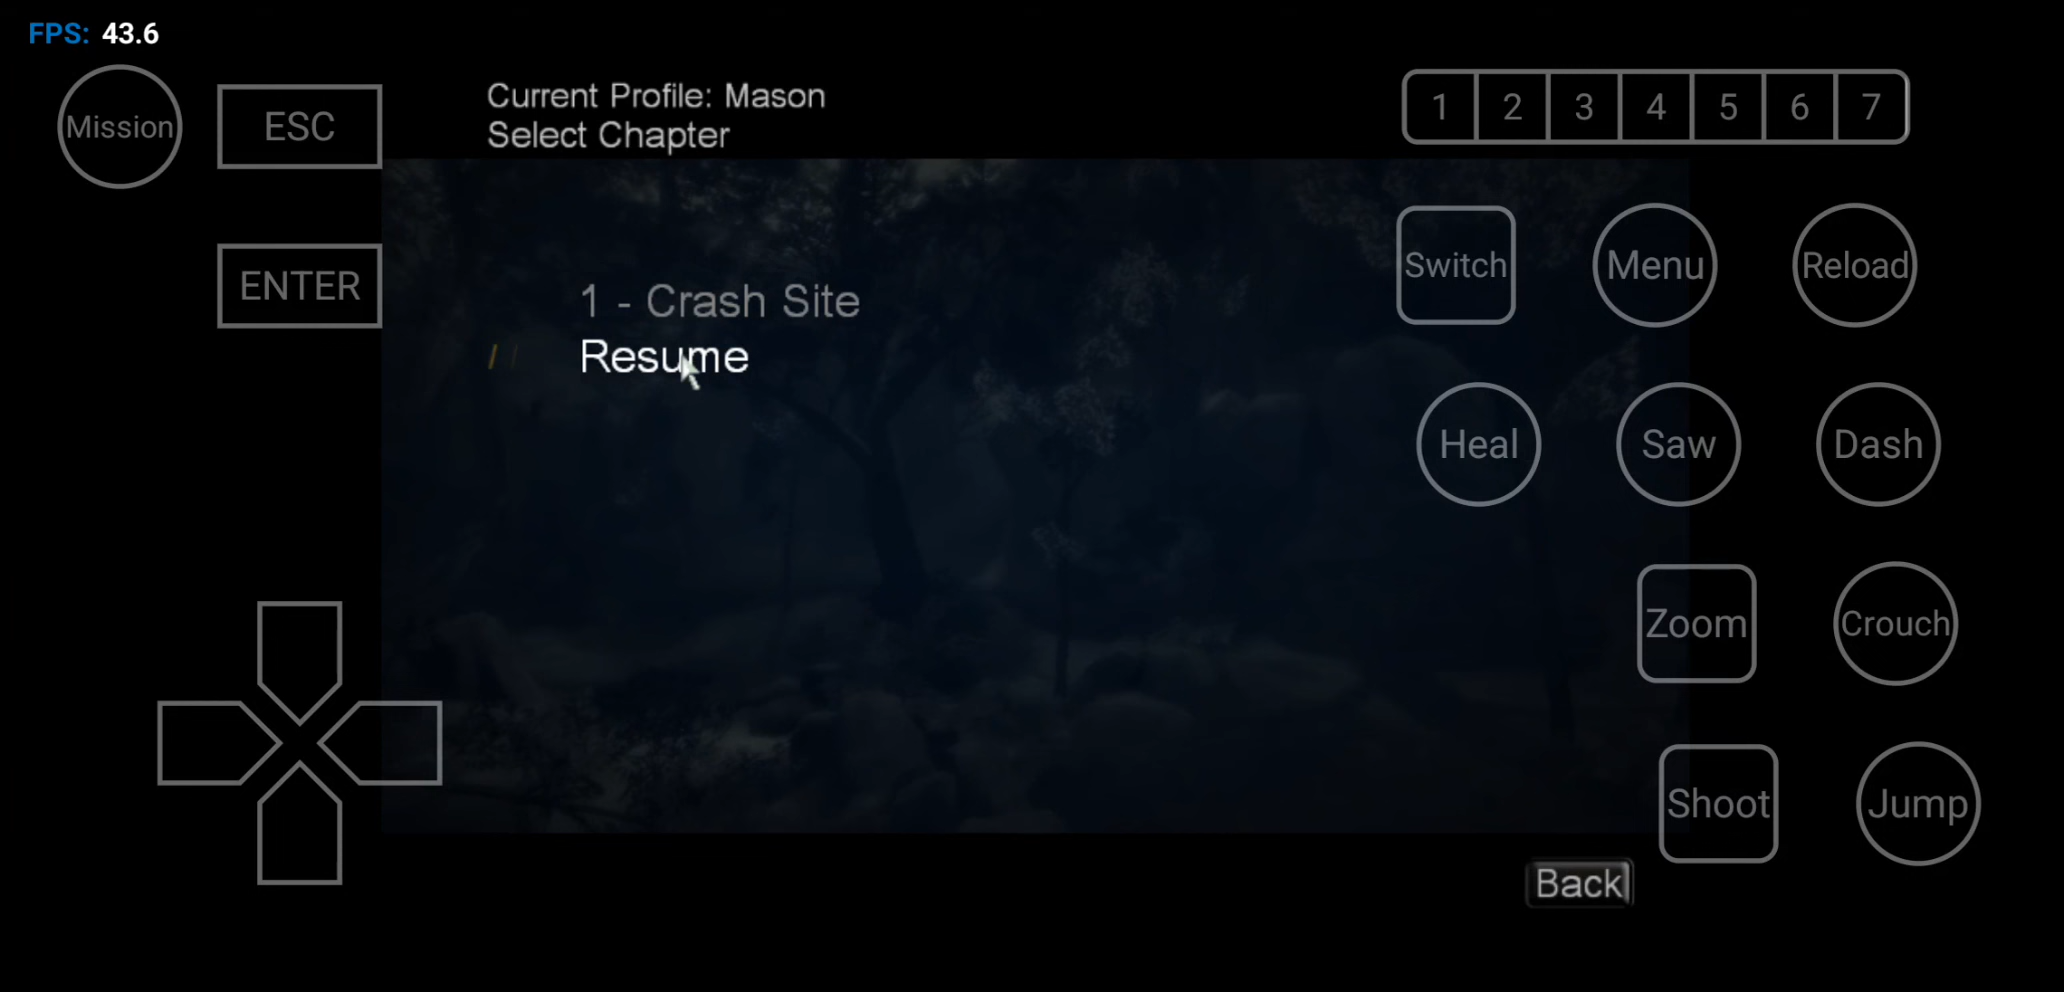 FPS: 43.6
Mission
ESC
Current Profile: Mason
Select Chapter
1 2 3 4 5 6 7
ENTER
1 - Crash Site
Resume
Switch
Menu
Reload
Heal
Saw
Dash
Zoom
Crouch
Shoot
Jump
Back